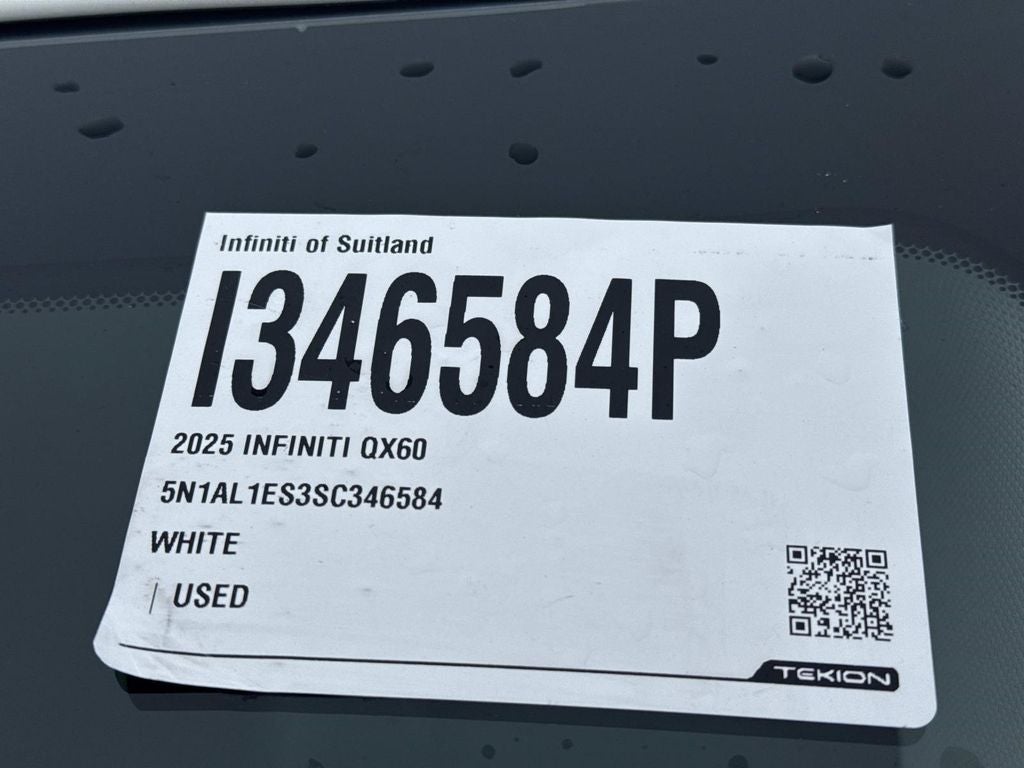 Infiniti of Suitland
I346584P
2025 INFINITI QX60
5N1AL1ES3SC346584
WHITE
| USED
TEKION